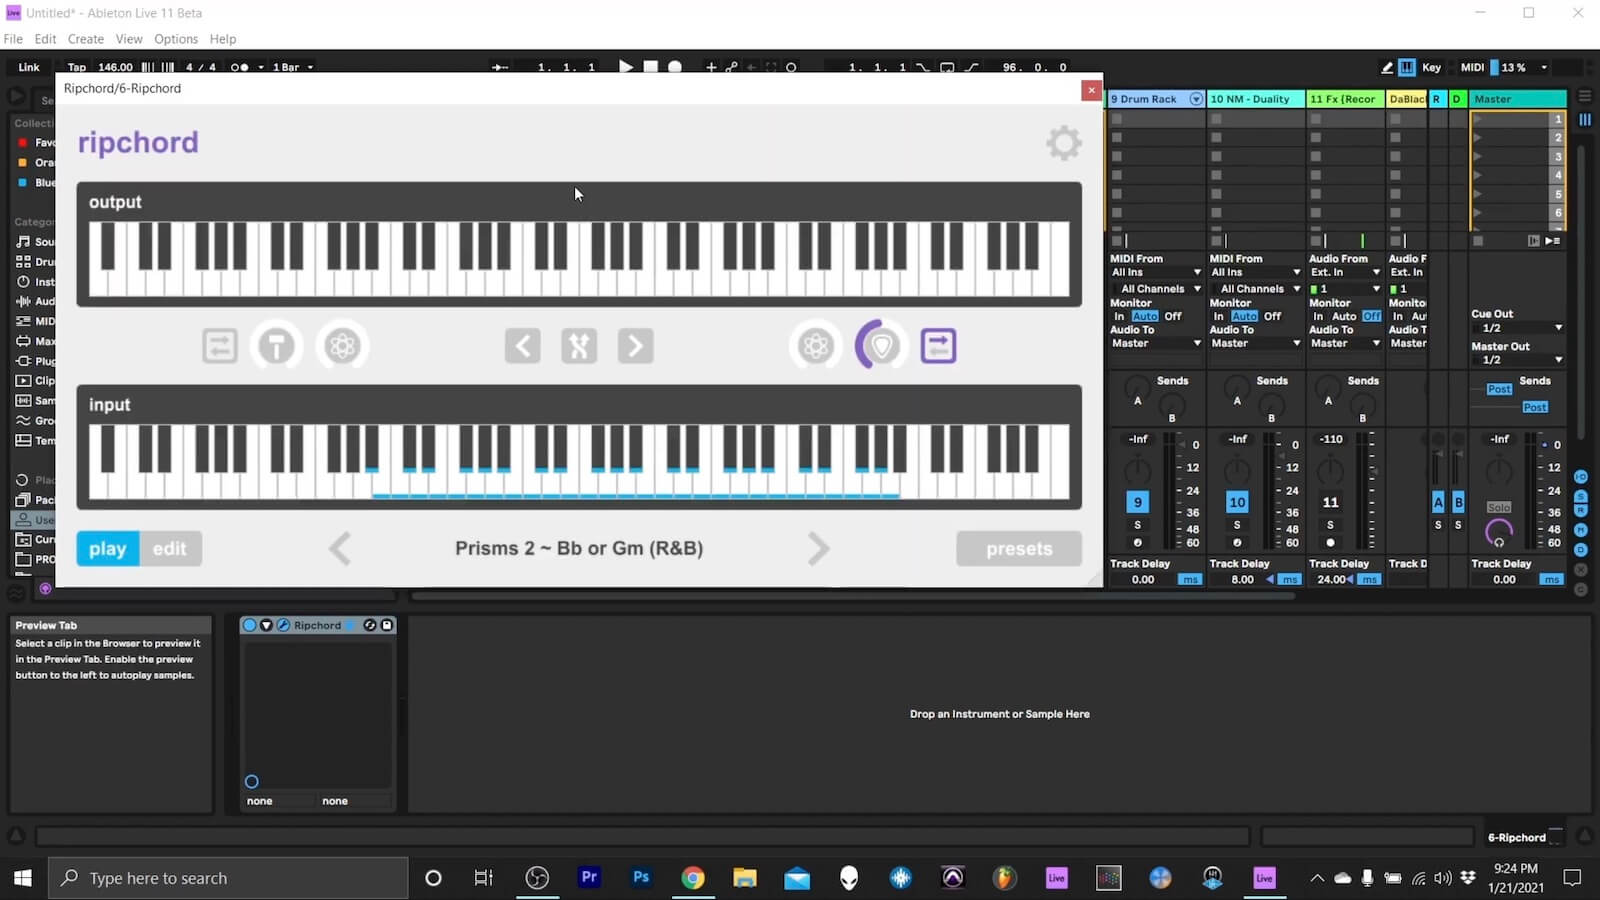 Untitled* - Ableton Live 11 Beta
File Edit Create View Options Help
Link Tap 146.00 4 / 4 1 Bar 1. 1. 1 1. 1. 1 96. 0. 0 Key MIDI 13 %
Ripchord/6-Ripchord
ripchord
output
input
play edit Prisms 2 ~ Bb or Gm (R&B) presets
Se
Collecti
Favo
Oran
Blue
Categor
Sou
Dru
Inst
Aud
MID
Max
Plug
Clip
Sam
Gro
Tem
Plac
Pac
Use
Curr
PRO
9 Drum Rack 10 NM - Duality 11 Fx (Recor DaBlac R D Master
1
2
3
4
5
6
MIDI From MIDI From Audio From Audio F
All Ins All Ins Ext. In Ext. In
All Channels All Channels 1 1
Monitor Monitor Monitor Monito
In Auto Off In Auto Off In Auto Off In Au
Audio To Audio To Audio To Audio T
Master Master Master Master
Cue Out
1/2
Master Out
1/2
Sends Sends Sends Sends
A A A Post
B B B Post
-Inf -Inf -110 -Inf
0 0 0
12 12 12
24 24 24
9 10 11 A B Solo
36 36 36
S S S S S
48 48 48
60 60 60
Track Delay Track Delay Track Delay Track D Track Delay
0.00 ms 8.00 ms 24.00 ms 0.00 ms
Preview Tab
Select a clip in the Browser to preview it
in the Preview Tab. Enable the preview
button to the left to autoplay samples.
Ripchord
none none
Drop an Instrument or Sample Here
6-Ripchord
Type here to search
Pr Ps Live Live
9:24 PM
1/21/2021